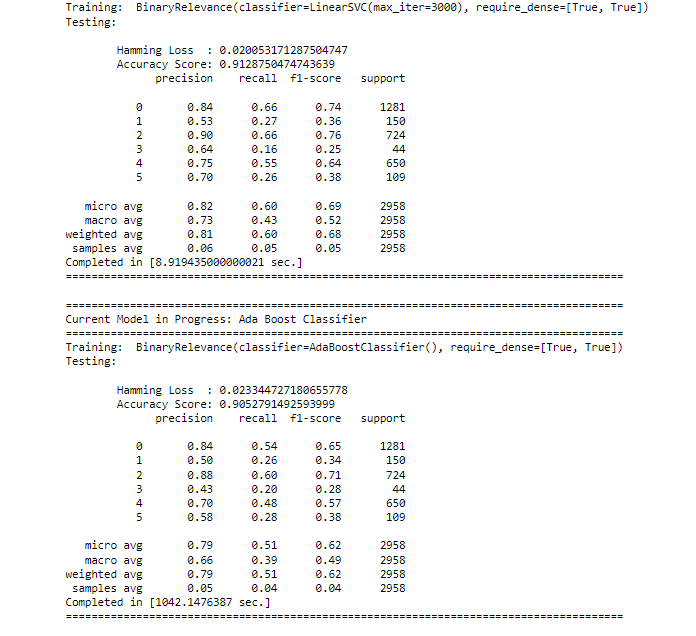 Training:  BinaryRelevance(classifier=LinearSVC(max_iter=3000), require_dense=[True, True])
Testing:
Hamming Loss  : 0.020053171287504747
Accuracy Score: 0.9128750474743639
precision    recall  f1-score   support
0       0.84      0.66      0.74      1281
1       0.53      0.27      0.36       150
2       0.90      0.66      0.76       724
3       0.64      0.16      0.25        44
4       0.75      0.55      0.64       650
5       0.70      0.26      0.38       109
micro avg       0.82      0.60      0.69      2958
macro avg       0.73      0.43      0.52      2958
weighted avg       0.81      0.60      0.68      2958
samples avg       0.06      0.05      0.05      2958
Completed in [8.919435000000021 sec.]
=======================================================================================
=======================================================================================
Current Model in Progress: Ada Boost Classifier
=======================================================================================
Training:  BinaryRelevance(classifier=AdaBoostClassifier(), require_dense=[True, True])
Testing:
Hamming Loss  : 0.023344727180655778
Accuracy Score: 0.9052791492593999
precision    recall  f1-score   support
0       0.84      0.54      0.65      1281
1       0.50      0.26      0.34       150
2       0.88      0.60      0.71       724
3       0.43      0.20      0.28        44
4       0.70      0.48      0.57       650
5       0.58      0.28      0.38       109
micro avg       0.79      0.51      0.62      2958
macro avg       0.66      0.39      0.49      2958
weighted avg       0.79      0.51      0.62      2958
samples avg       0.05      0.04      0.04      2958
Completed in [1042.1476387 sec.]
=======================================================================================